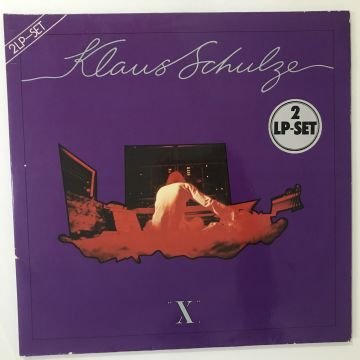 2LP-SET
Klaus Schulze
2
LP-SET
"X"